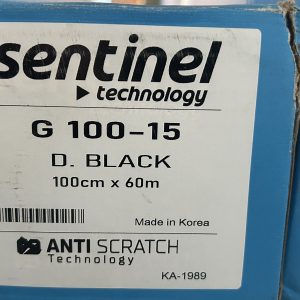 sentinel
technology
G 100-15
D. BLACK
100cm x 60m
Made in Korea
ANTI SCRATCH
Technology
KA-1989